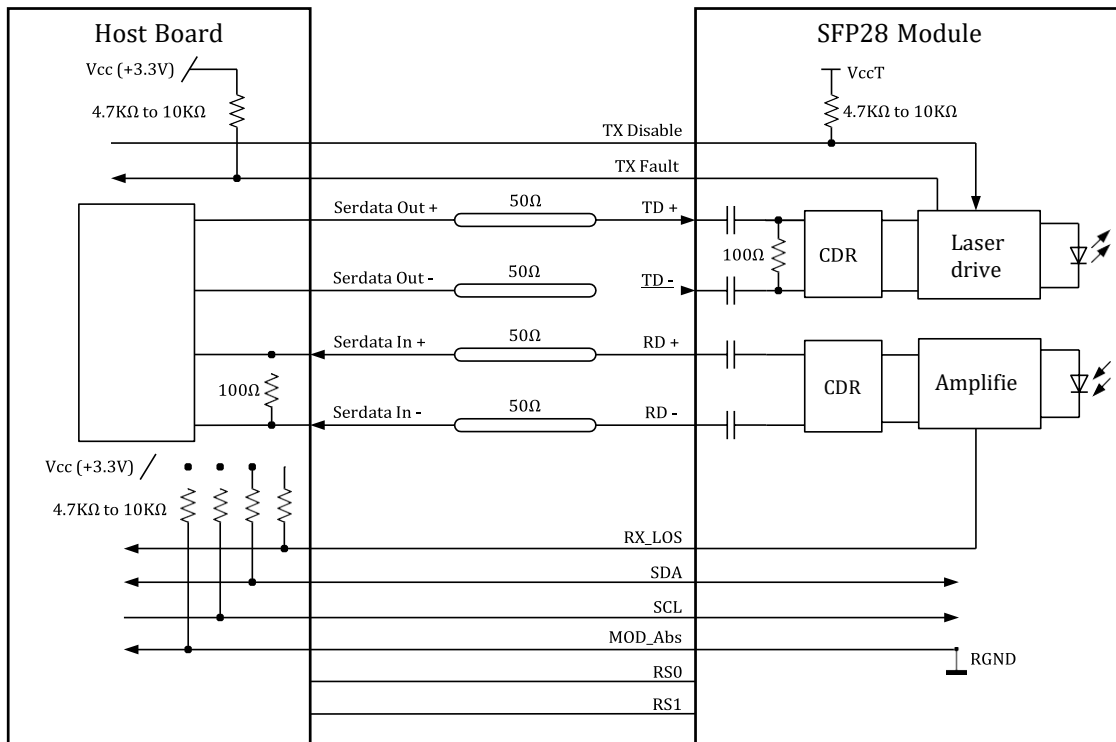 Host Board
SFP28 Module
Vcc (+3.3V)
VccT
4.7KΩ to 10KΩ
4.7KΩ to 10KΩ
TX Disable
TX Fault
Serdata Out +
50Ω
TD +
100Ω
CDR
Laser
drive
Serdata Out -
50Ω
TD -
Serdata In +
50Ω
RD +
100Ω
CDR
Amplifie
Serdata In -
50Ω
RD -
Vcc (+3.3V)
4.7KΩ to 10KΩ
RX_LOS
SDA
SCL
MOD_Abs
RGND
RS0
RS1